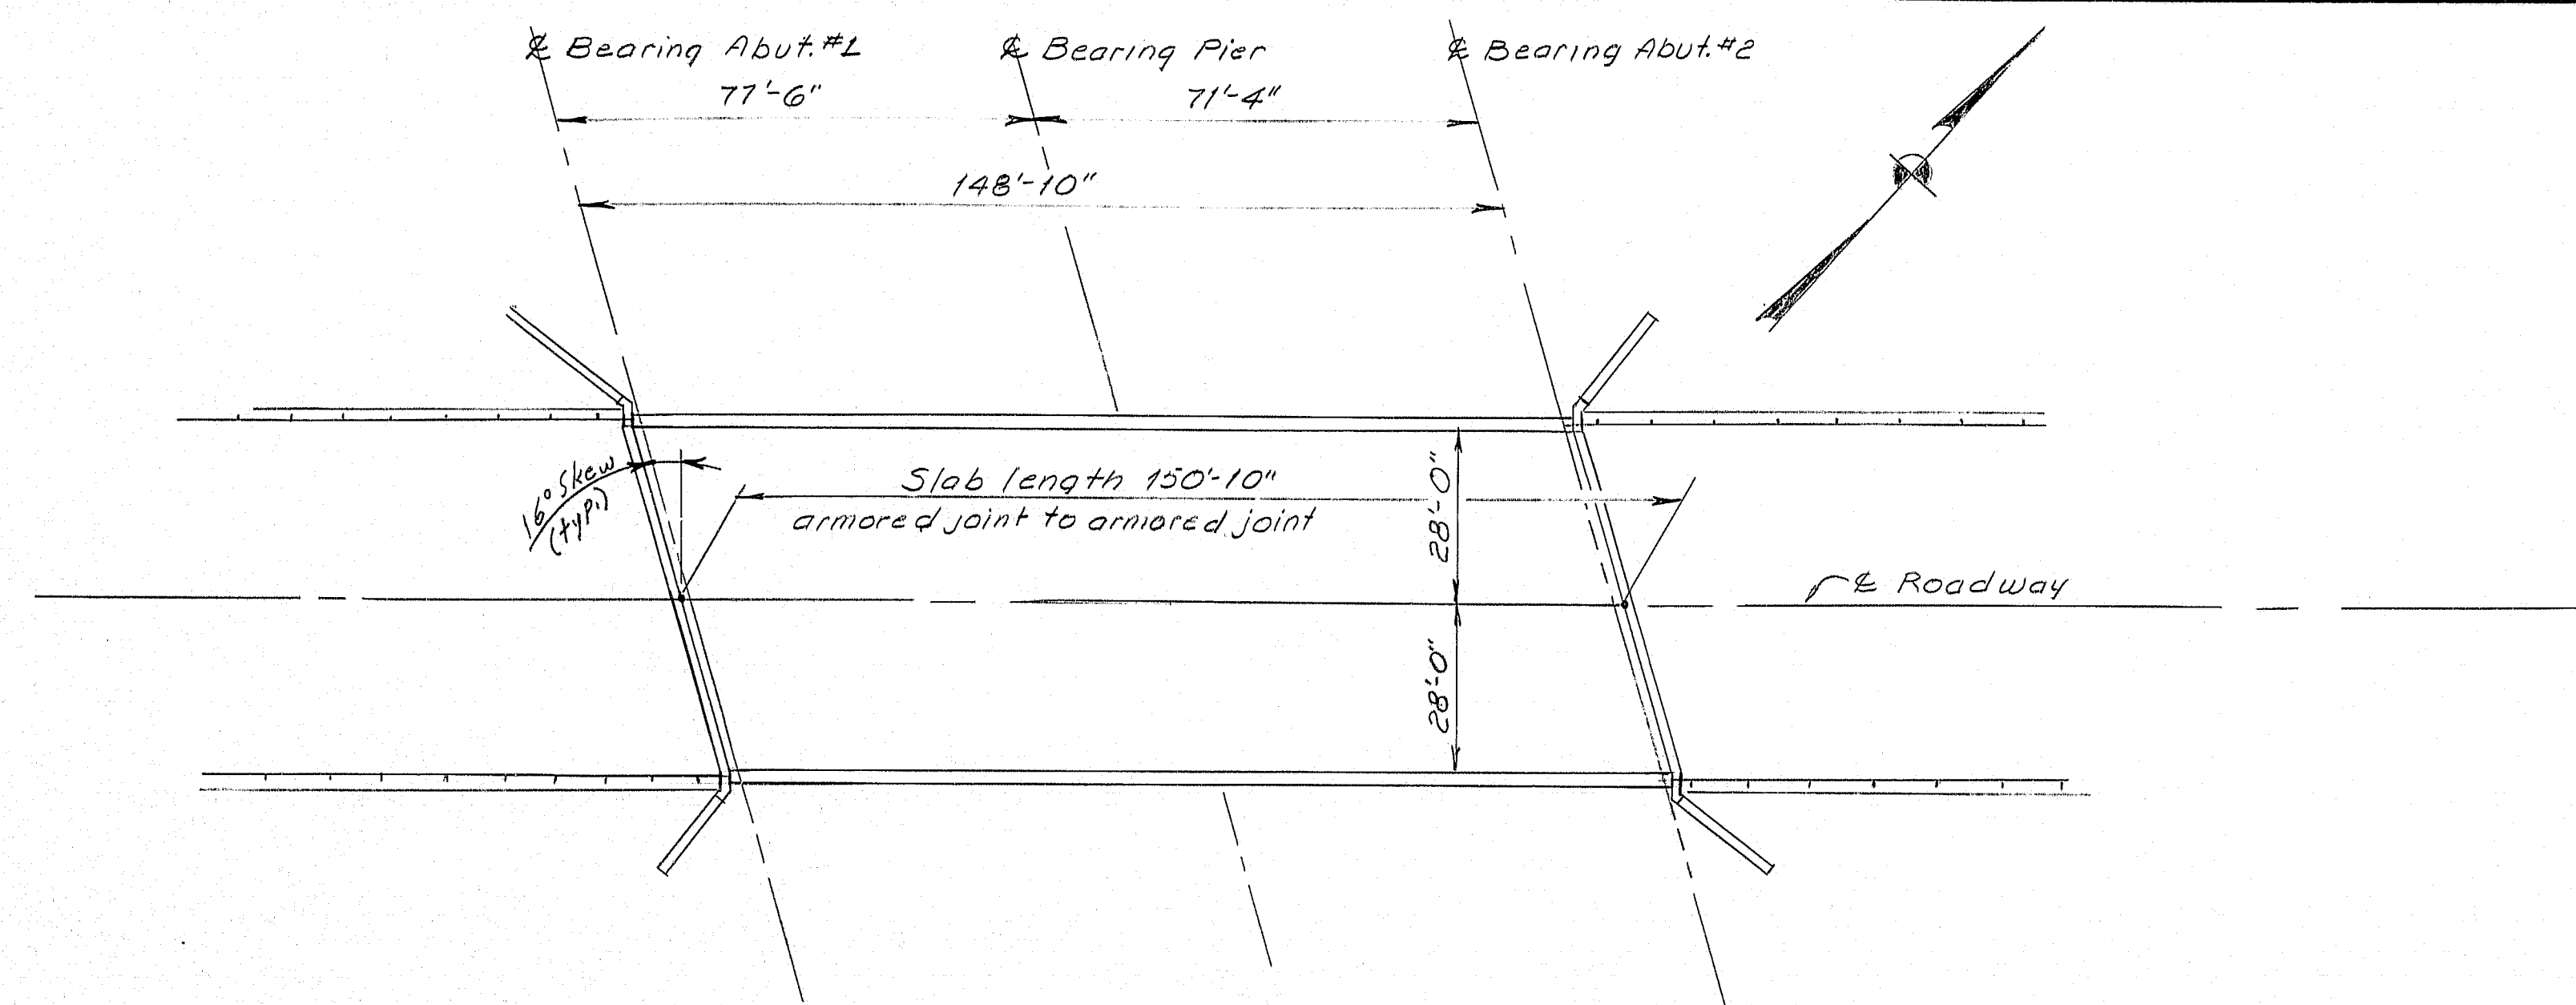 ℄ Bearing Abut. #1
℄ Bearing Pier
℄ Bearing Abut. #2
77'-6"
71'-4"
148'-10"
16° Skew
(typ.)
Slab length 150'-10"
armored joint to armored joint
28'-0"
28'-0"
℄ Roadway